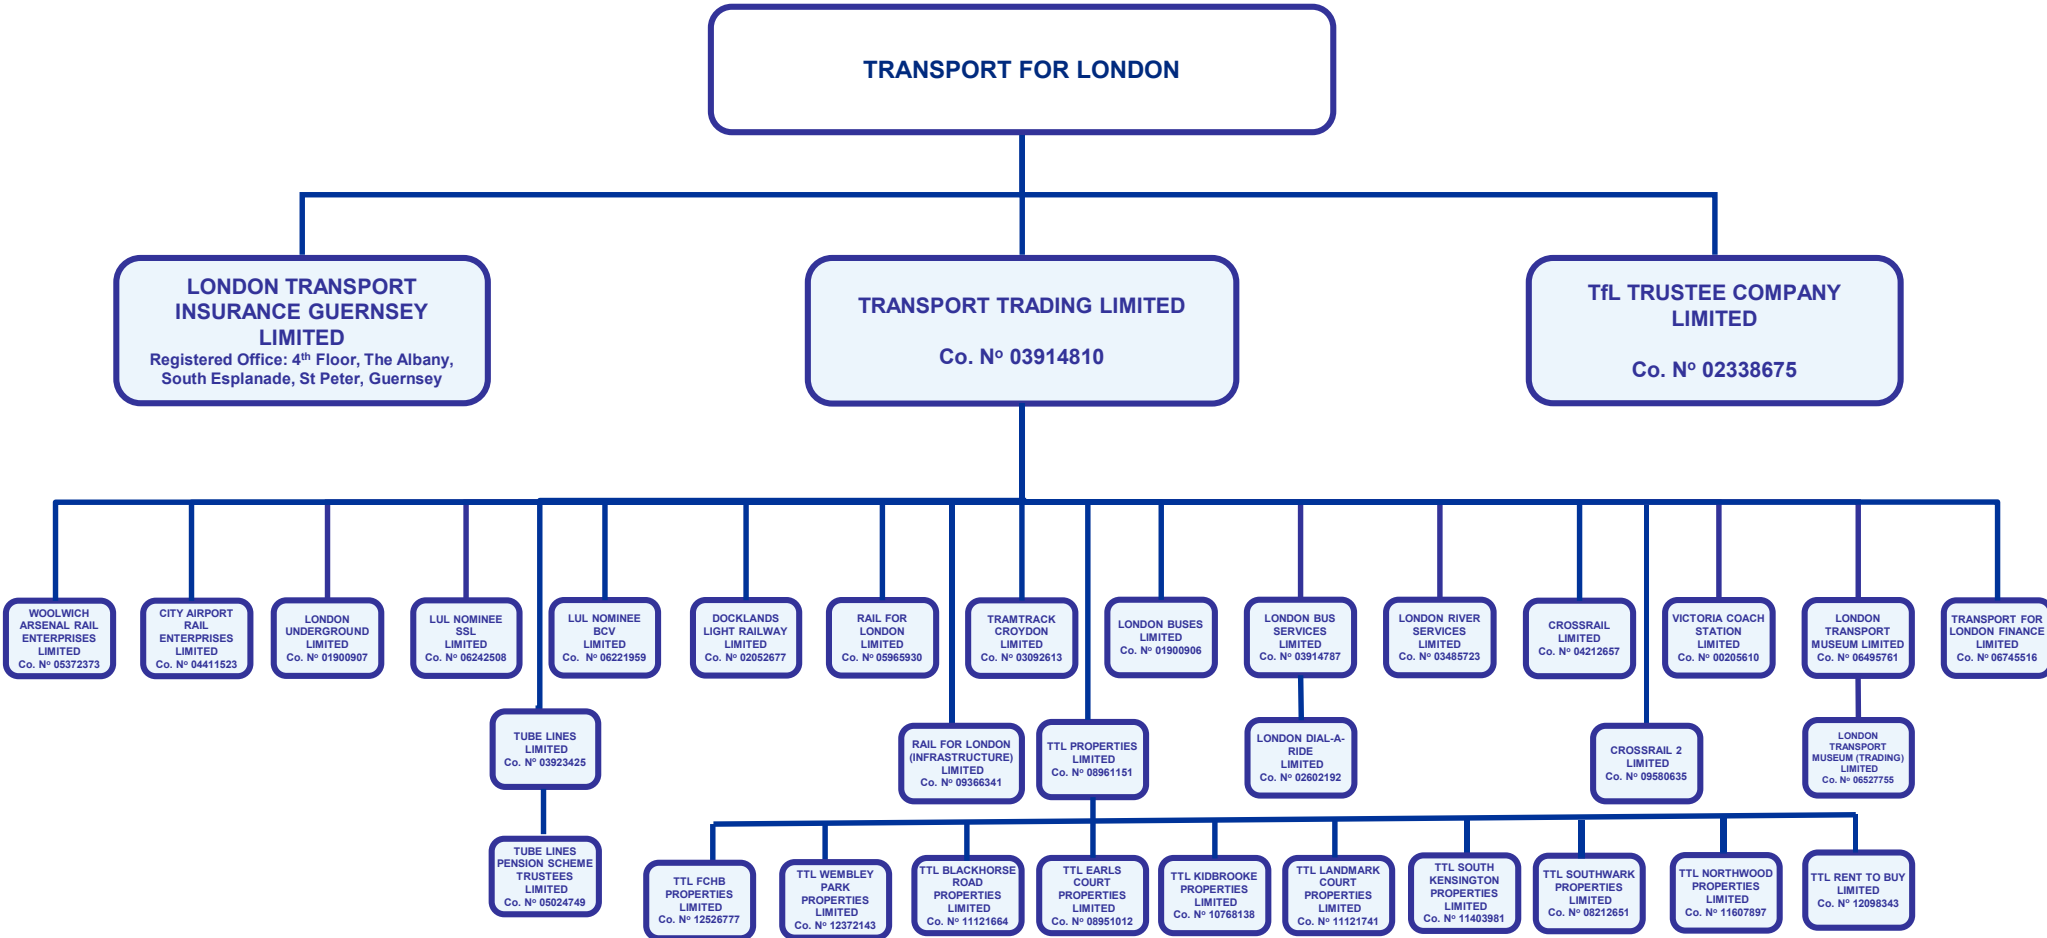 TRANSPORT FOR LONDON
LONDON TRANSPORT
INSURANCE GUERNSEY
LIMITED
Registered Office: 4th Floor, The Albany,
South Esplanade, St Peter, Guernsey
TRANSPORT TRADING LIMITED
Co. Nº 03914810
TfL TRUSTEE COMPANY
LIMITED
Co. Nº 02338675
WOOLWICH
ARSENAL RAIL
ENTERPRISES
LIMITED
Co. Nº 05372373
CITY AIRPORT
RAIL
ENTERPRISES
LIMITED
Co. Nº 04411523
LONDON
UNDERGROUND
LIMITED
Co. Nº 01900907
LUL NOMINEE
SSL
LIMITED
Co. Nº 06242508
LUL NOMINEE
BCV
LIMITED
Co. Nº 06221959
DOCKLANDS
LIGHT RAILWAY
LIMITED
Co. Nº 02052677
RAIL FOR
LONDON
LIMITED
Co. Nº 05965930
TRAMTRACK
CROYDON
LIMITED
Co. Nº 03092613
LONDON BUSES
LIMITED
Co. Nº 01900906
LONDON BUS
SERVICES
LIMITED
Co. Nº 03914787
LONDON RIVER
SERVICES
LIMITED
Co. Nº 03485723
CROSSRAIL
LIMITED
Co. Nº 04212657
VICTORIA COACH
STATION
LIMITED
Co. Nº 00205610
LONDON
TRANSPORT
MUSEUM LIMITED
Co. Nº 06495761
TRANSPORT FOR
LONDON FINANCE
LIMITED
Co. Nº 06745516
TUBE LINES
LIMITED
Co. Nº 03923425
RAIL FOR LONDON
(INFRASTRUCTURE)
LIMITED
Co. Nº 09366341
TTL PROPERTIES
LIMITED
Co. Nº 08961151
LONDON DIAL-A-
RIDE
LIMITED
Co. Nº 02602192
CROSSRAIL 2
LIMITED
Co. Nº 09580635
LONDON
TRANSPORT
MUSEUM (TRADING)
LIMITED
Co. Nº 06527755
TUBE LINES
PENSION SCHEME
TRUSTEES
LIMITED
Co. Nº 05024749
TTL FCHB
PROPERTIES
LIMITED
Co. Nº 12526777
TTL WEMBLEY
PARK
PROPERTIES
LIMITED
Co. Nº 12372143
TTL BLACKHORSE
ROAD
PROPERTIES
LIMITED
Co. Nº 11121664
TTL EARLS
COURT
PROPERTIES
LIMITED
Co. Nº 08951012
TTL KIDBROOKE
PROPERTIES
LIMITED
Co. Nº 10768138
TTL LANDMARK
COURT
PROPERTIES
LIMITED
Co. Nº 11121741
TTL SOUTH
KENSINGTON
PROPERTIES
LIMITED
Co. Nº 11403981
TTL SOUTHWARK
PROPERTIES
LIMITED
Co. Nº 08212651
TTL NORTHWOOD
PROPERTIES
LIMITED
Co. Nº 11607897
TTL RENT TO BUY
LIMITED
Co. Nº 12098343